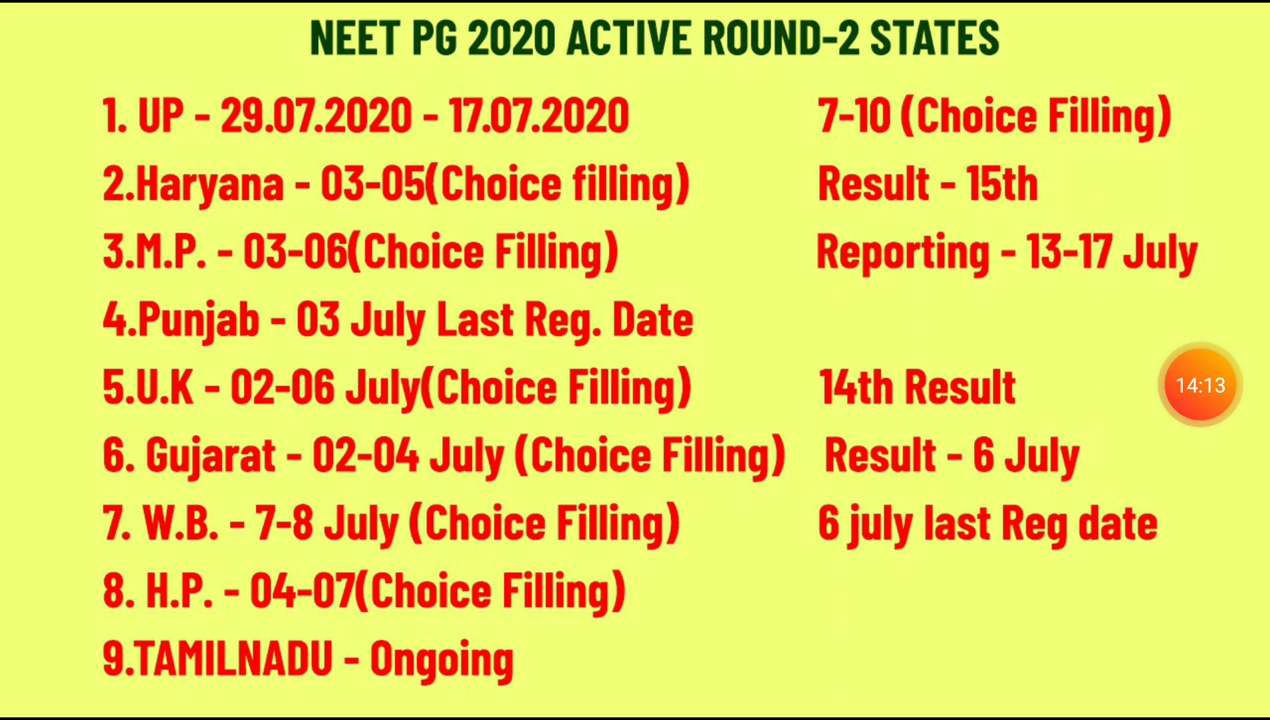 NEET PG 2020 ACTIVE ROUND-2 STATES
1. UP - 29.07.2020 - 17.07.2020 7-10 (Choice Filling)
2.Haryana - 03-05(Choice filling) Result - 15th
3.M.P. - 03-06(Choice Filling) Reporting - 13-17 July
4.Punjab - 03 July Last Reg. Date
5.U.K - 02-06 July(Choice Filling) 14th Result
14:13
6. Gujarat - 02-04 July (Choice Filling) Result - 6 July
7. W.B. - 7-8 July (Choice Filling) 6 july last Reg date
8. H.P. - 04-07(Choice Filling)
9.TAMILNADU - Ongoing